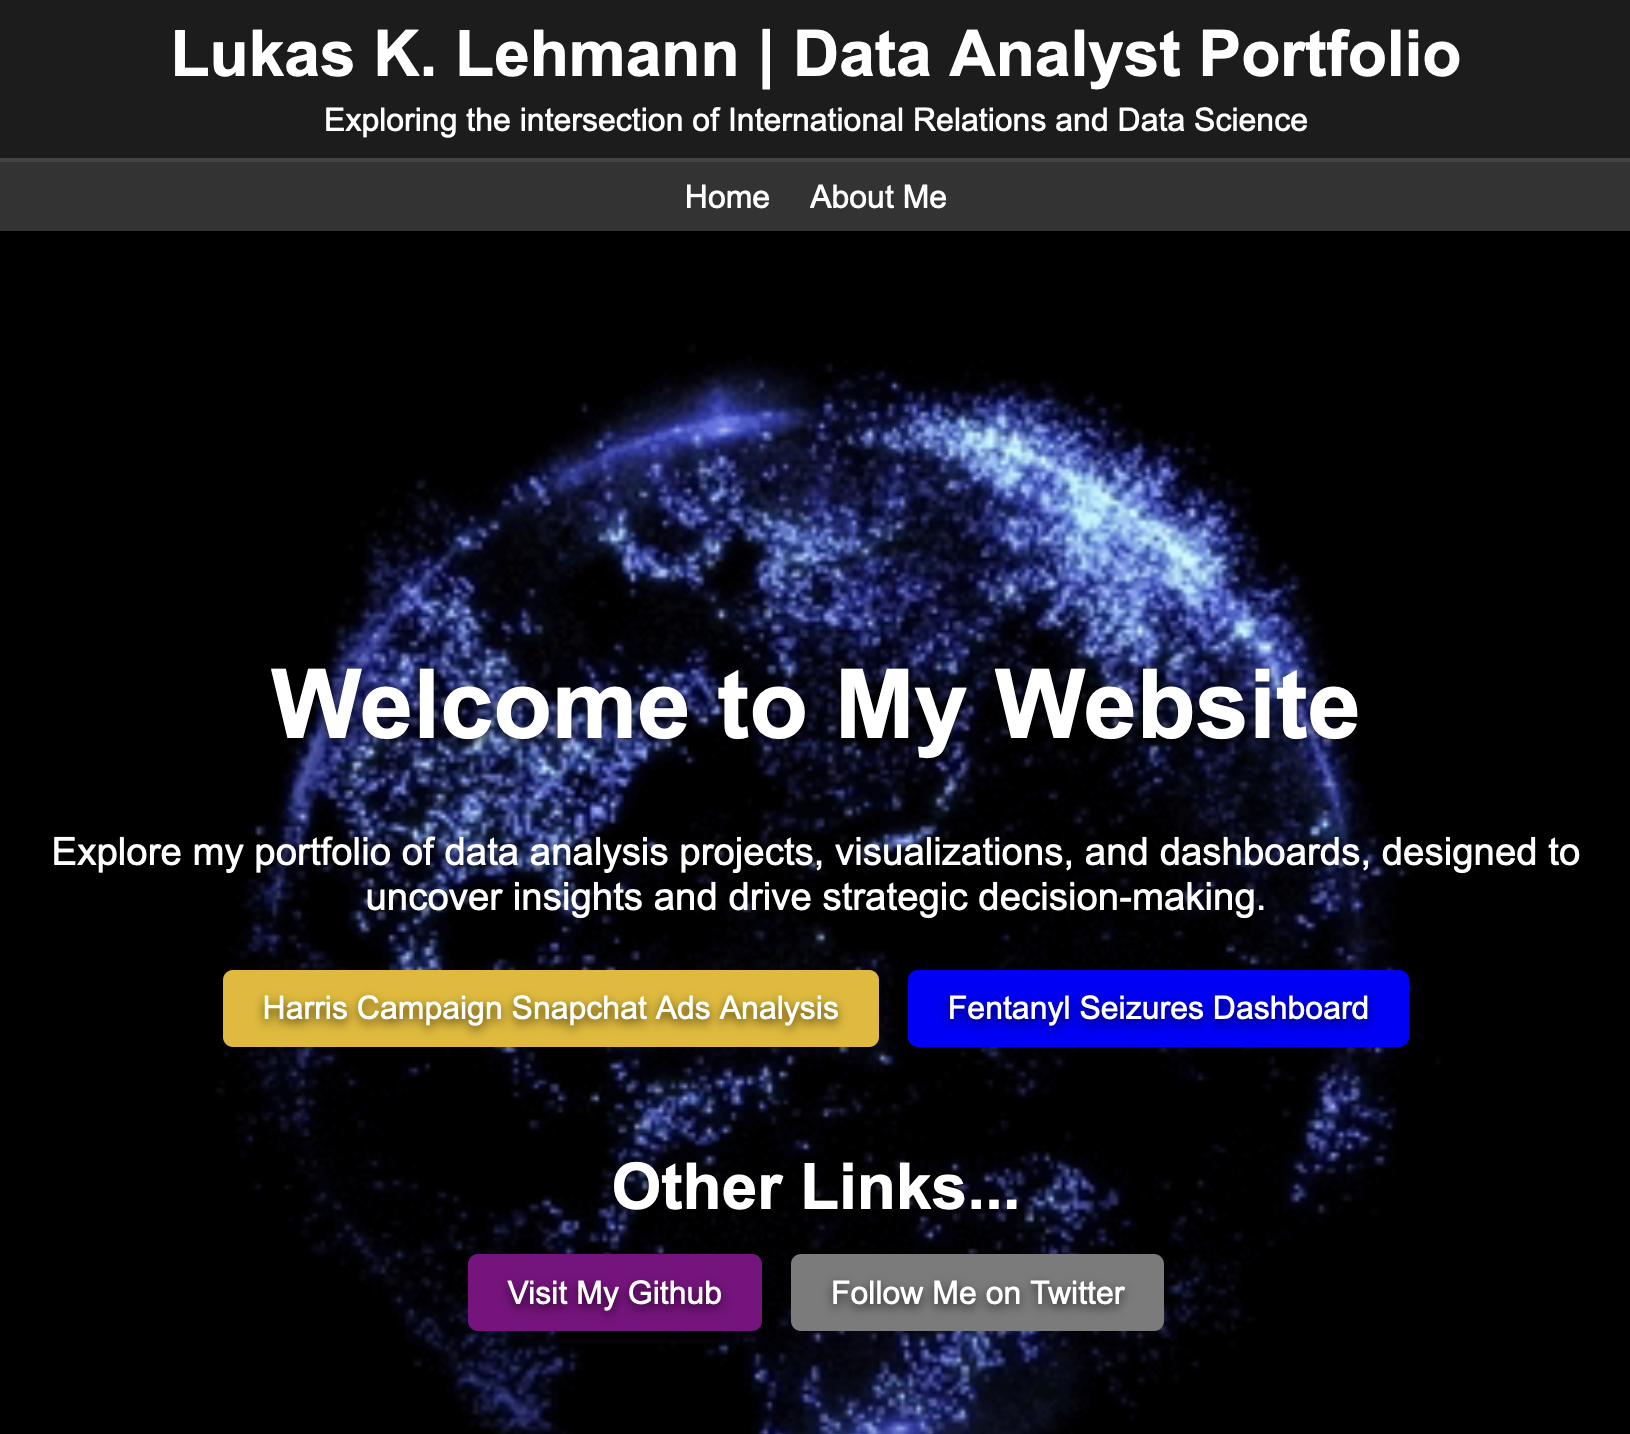 Lukas K. Lehmann | Data Analyst Portfolio
Exploring the intersection of International Relations and Data Science
Home About Me
Welcome to My Website
Explore my portfolio of data analysis projects, visualizations, and dashboards, designed to
uncover insights and drive strategic decision-making.
Harris Campaign Snapchat Ads Analysis Fentanyl Seizures Dashboard
Other Links...
Visit My Github Follow Me on Twitter